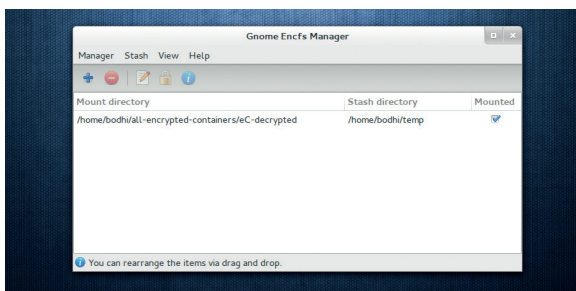 Gnome Encfs Manager
Manager Stash View Help
Mount directory Stash directory Mounted
/home/bodhi/all-encrypted-containers/eC-decrypted /home/bodhi/temp
You can rearrange the items via drag and drop.